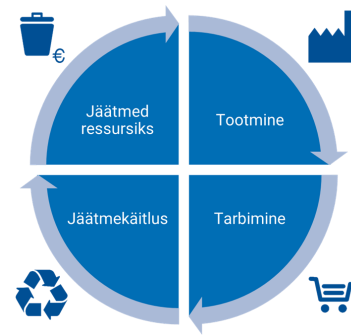 €
Jäätmed
ressursiks
Tootmine
Jäätmekäitlus
Tarbimine